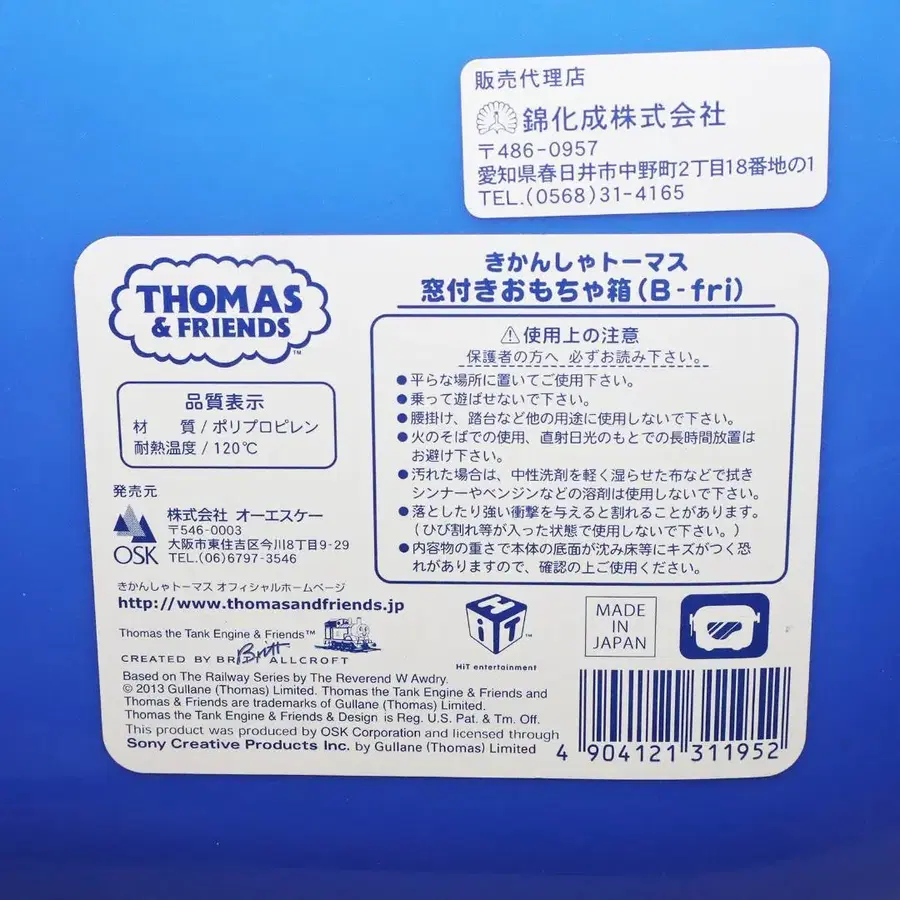 販売代理店
錦化成株式会社
〒486-0957
愛知県春日井市中野町2丁目18番地の1
TEL.(0568)31-4165
THOMAS
& FRIENDS™
きかんしゃトーマス
窓付きおもちゃ箱(B-fri)
品質表示
材 質/ポリプロピレン
耐熱温度/120℃
発売元
OSK
株式会社 オーエスケー
〒546-0003
大阪市東住吉区今川8丁目9-29
TEL.(06)6797-3546
⚠使用上の注意
保護者の方へ 必ずお読み下さい。
●平らな場所に置いてご使用下さい。
●乗って遊ばせないで下さい。
●腰掛け、踏台など他の用途に使用しないで下さい。
●火のそばでの使用、直射日光のもとでの長時間放置は
お避け下さい。
●汚れた場合は、中性洗剤を軽く湿らせた布などで拭き
シンナーやベンジンなどの溶剤は使用しないで下さい。
●落としたり強い衝撃を与えると割れることがあります。
(ひび割れ等が入った状態で使用しないで下さい。)
●内容物の重さで本体の底面が沈み床等にキズがつく恐
れがありますので、確認の上ご使用ください。
きかんしゃトーマス オフィシャルホームページ
http://www.thomasandfriends.jp
Thomas the Tank Engine & Friends™
CREATED BY BRITT ALLCROFT
Based on The Railway Series by The Reverend W Awdry.
© 2013 Gullane (Thomas) Limited. Thomas the Tank Engine & Friends and
Thomas & Friends are trademarks of Gullane (Thomas) Limited.
Thomas the Tank Engine & Friends & Design is Reg. U.S. Pat. & Tm. Off.
This product was produced by OSK Corporation and licensed through
Sony Creative Products Inc. by Gullane (Thomas) Limited
HiT™
HiT entertainment
MADE
IN
JAPAN
4 904121 311952